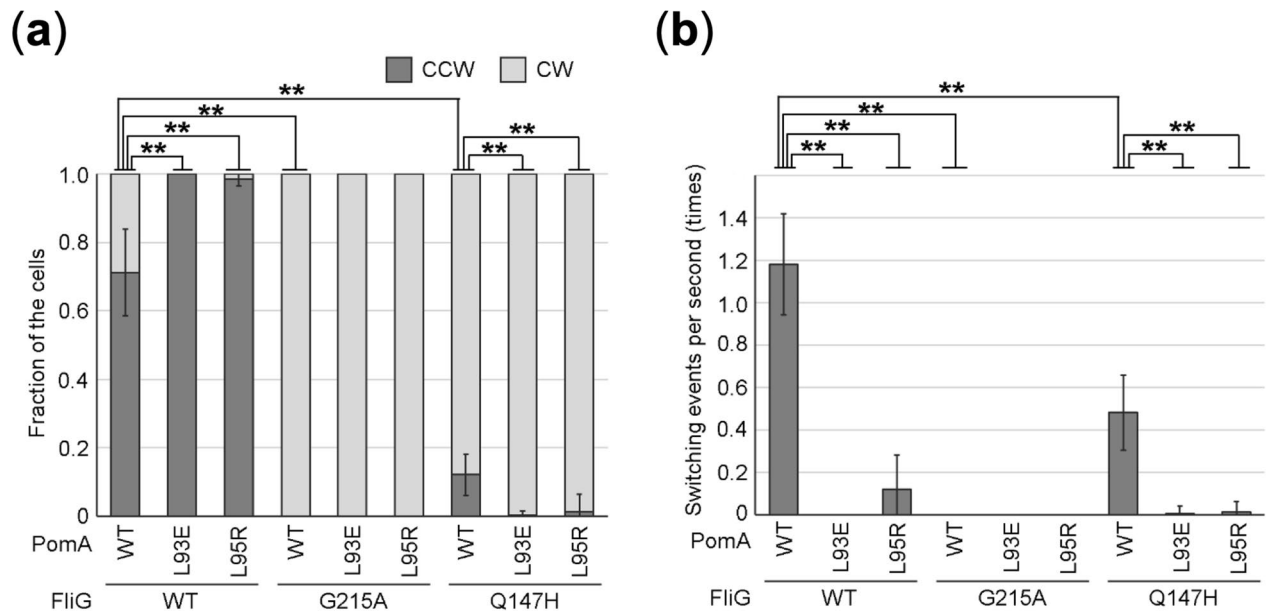 (a)
CCW CW
**
**
**
**
**
**
Fraction of the cells
1.0
0.8
0.6
0.4
0.2
0
PomA WT L93E L95R WT L93E L95R WT L93E L95R
FliG WT G215A Q147H
(b)
**
**
**
**
**
**
Switching events per second (times)
1.4
1.2
1.0
0.8
0.6
0.4
0.2
0
PomA WT L93E L95R WT L93E L95R WT L93E L95R
FliG WT G215A Q147H